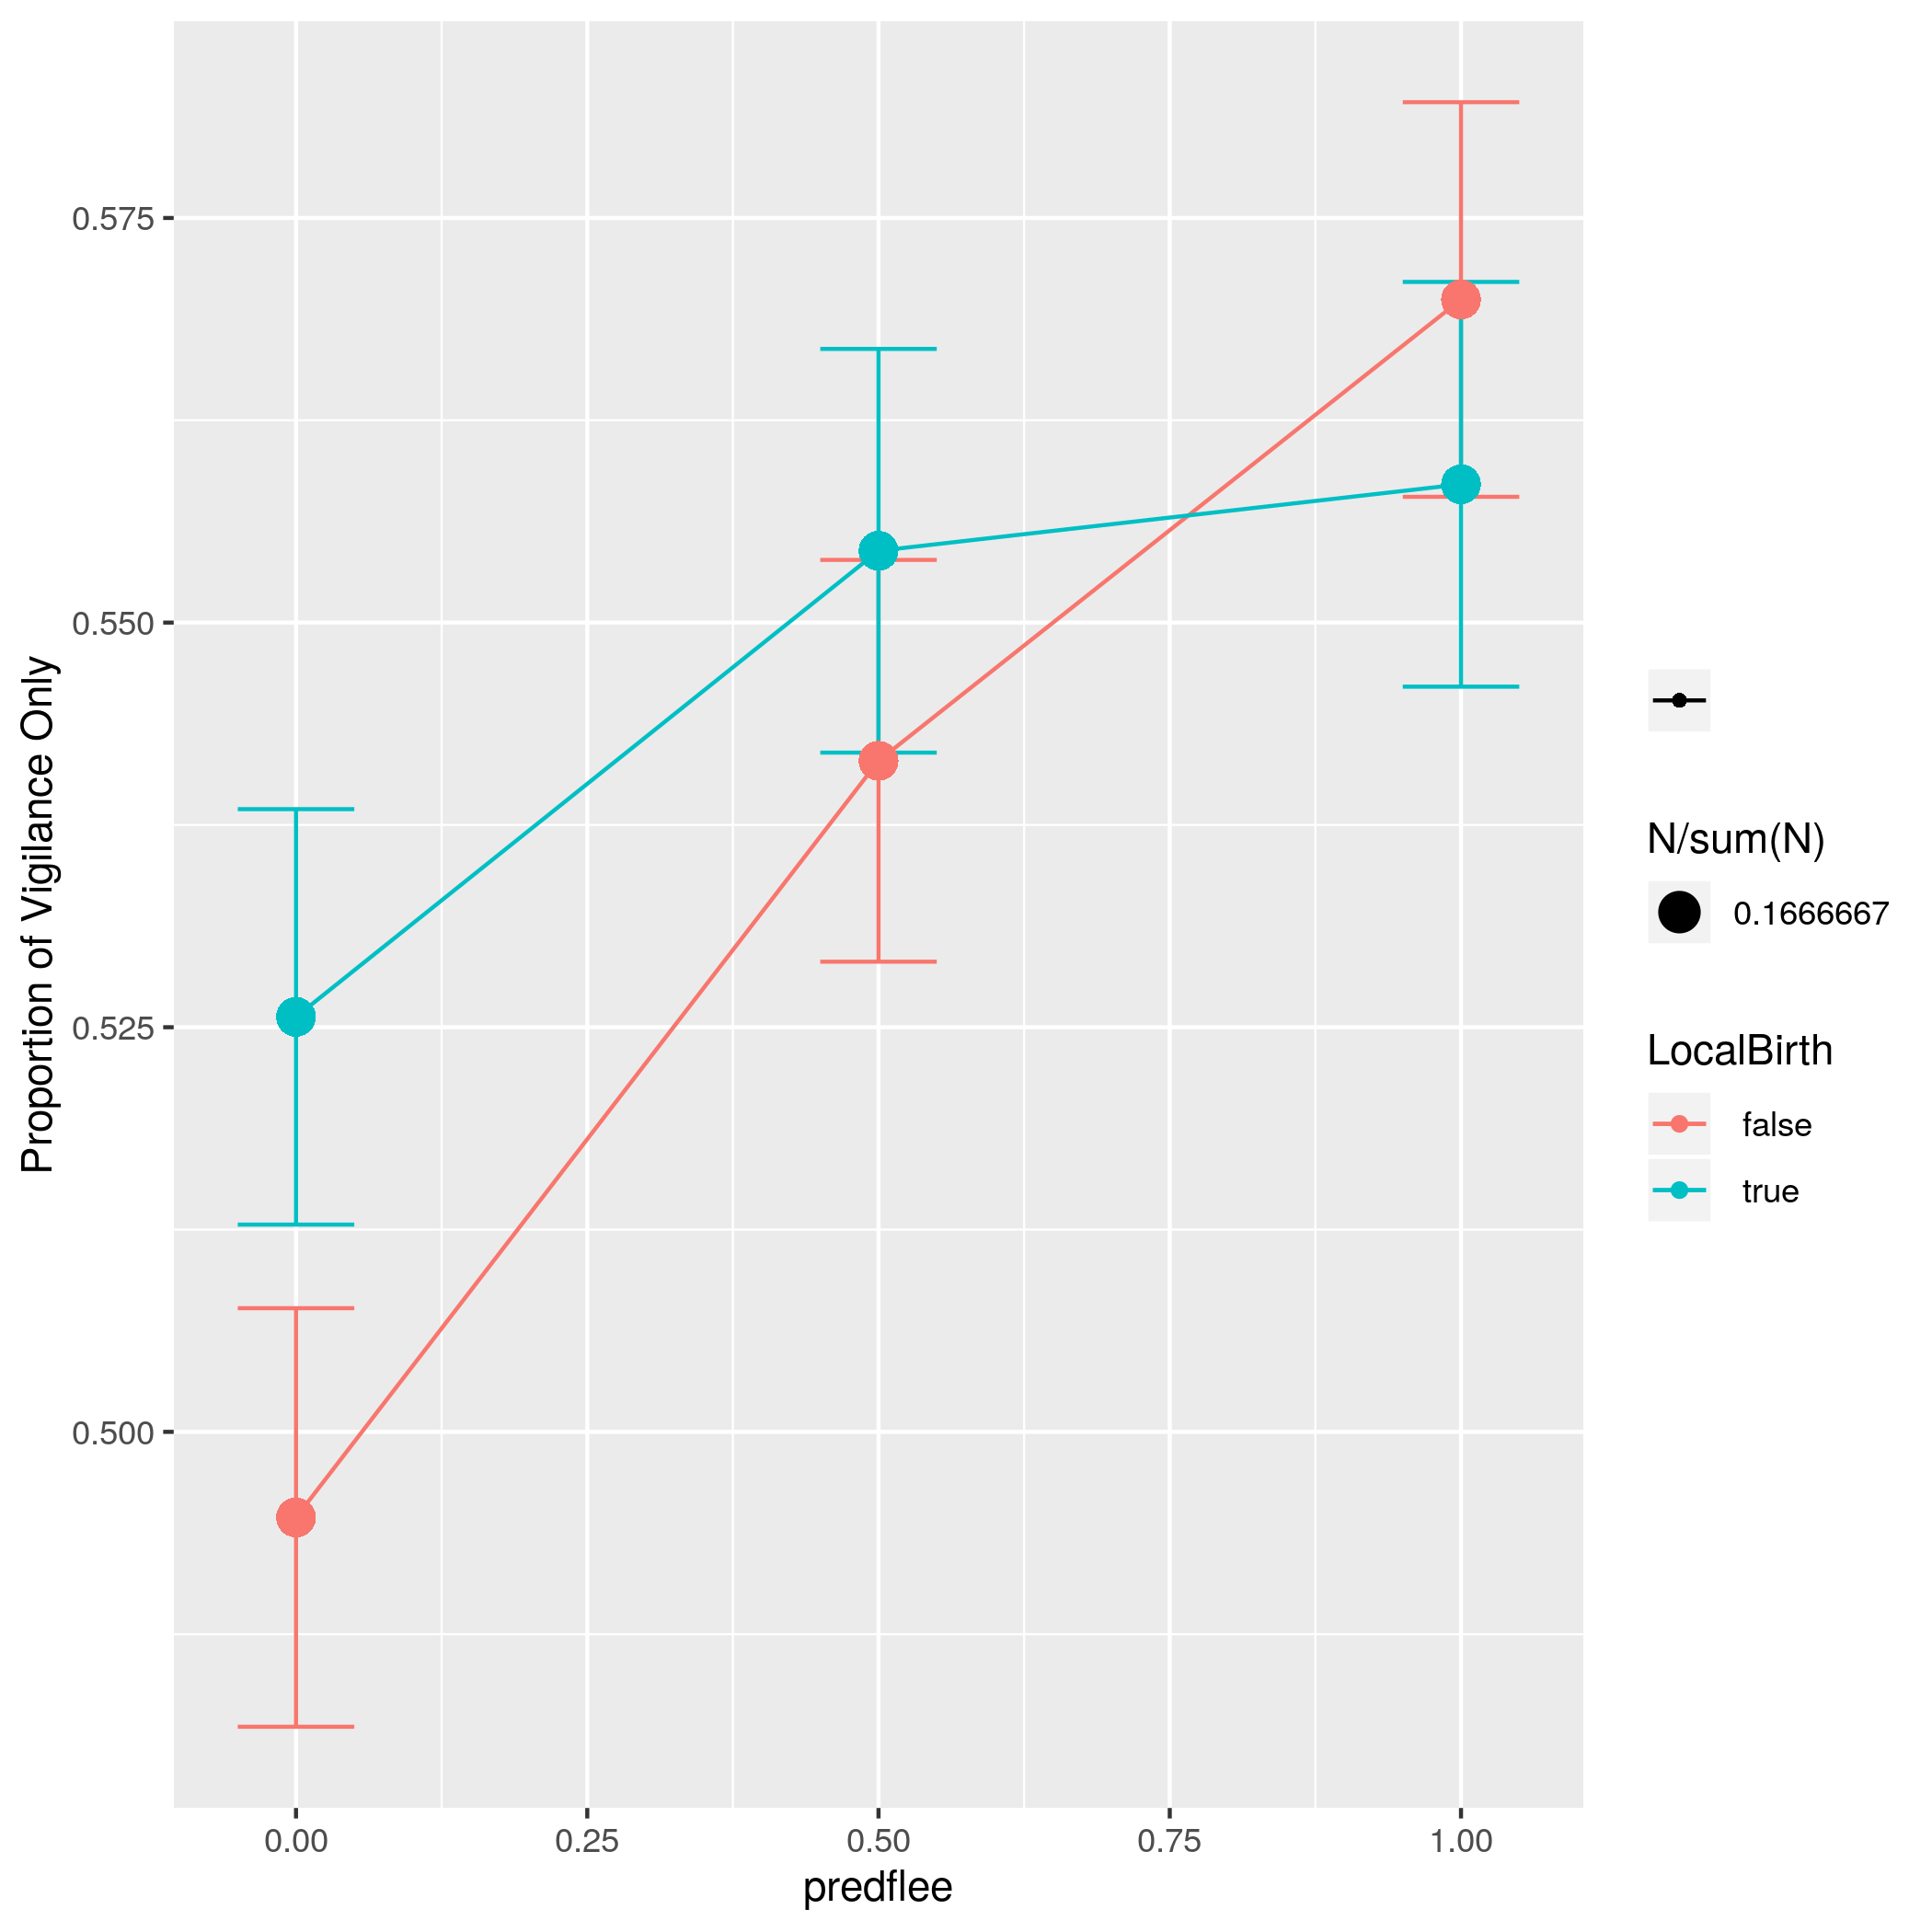 Proportion of Vigilance Only
0.575
0.550
0.525
0.500
0.00 0.25 0.50 0.75 1.00
predflee
N/sum(N)
0.1666667
LocalBirth
false
true